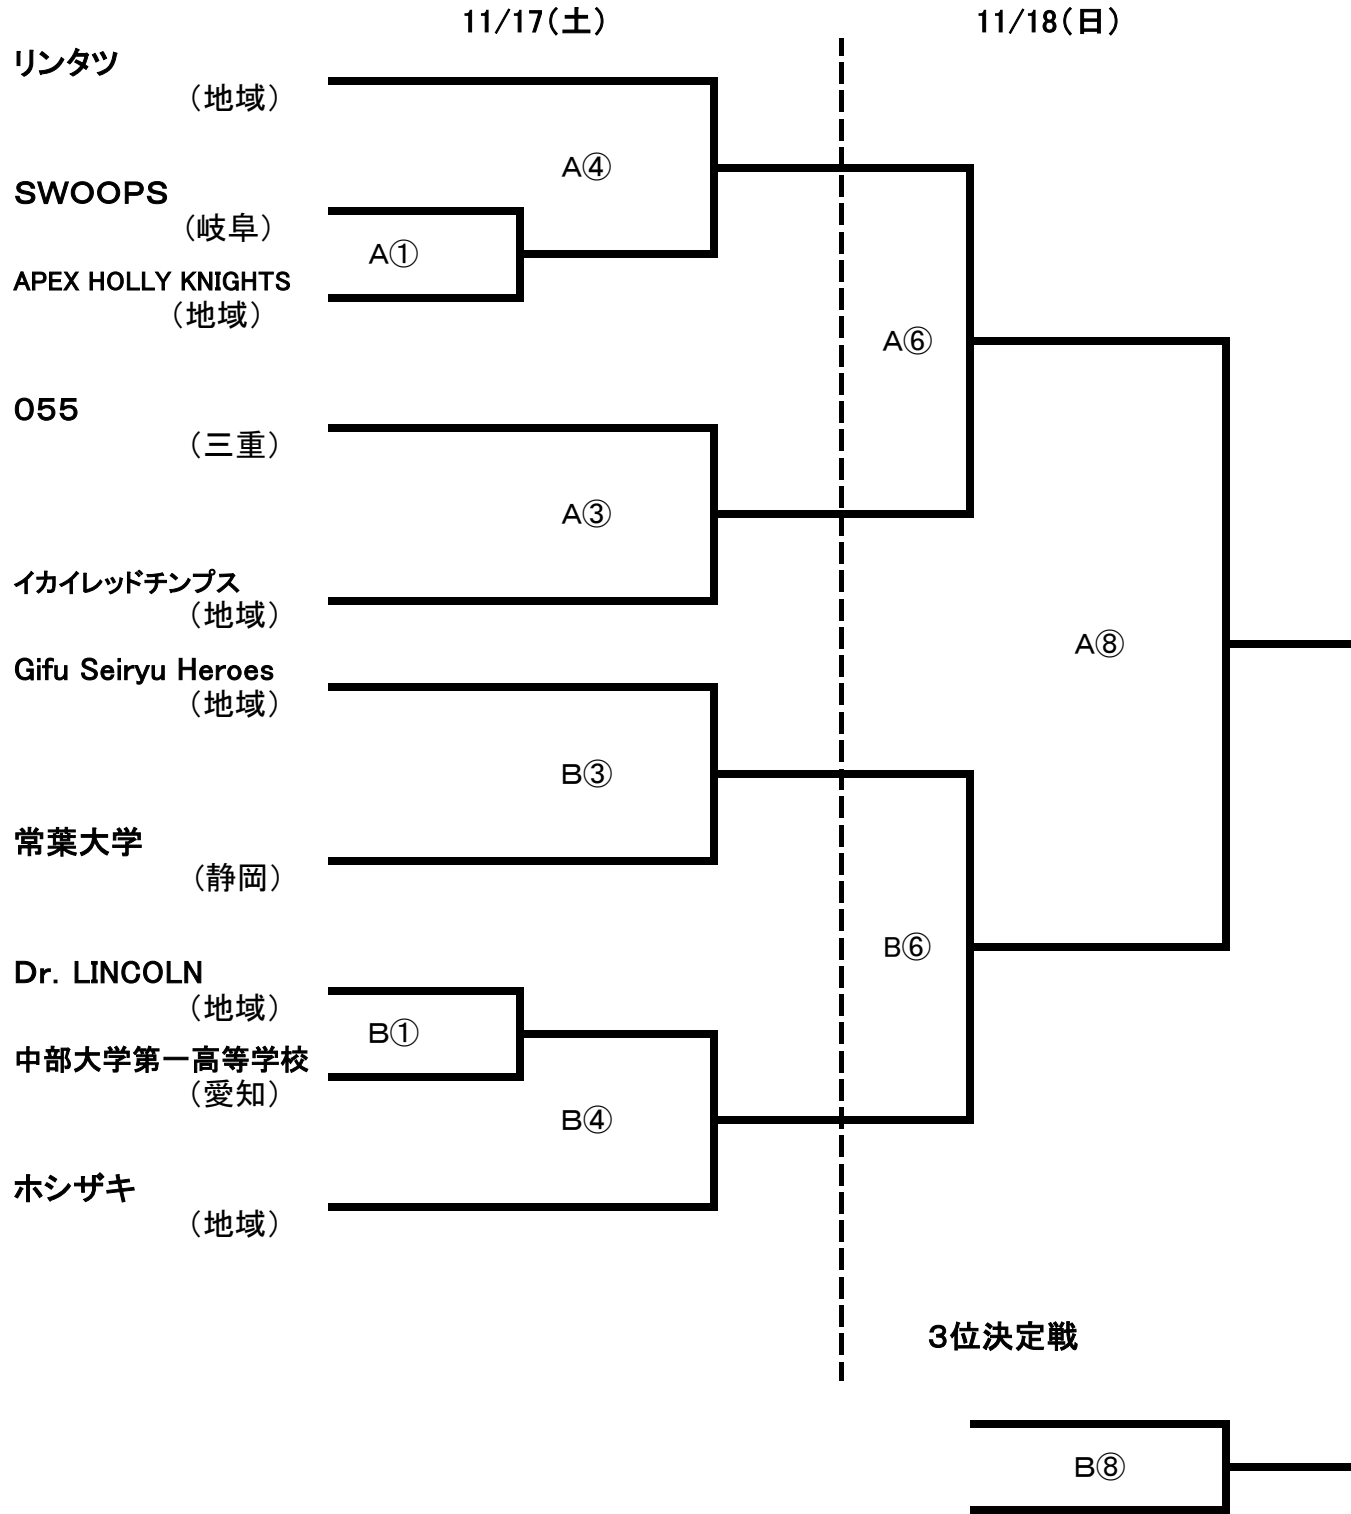 11/17(土)
11/18(日)
リンタツ
(地域)
A④
SWOOPS
(岐阜)
A①
APEX HOLLY KNIGHTS
(地域)
A⑥
055
(三重)
A③
イカイレッドチンプス
(地域)
A⑧
Gifu Seiryu Heroes
(地域)
B③
常葉大学
(静岡)
B⑥
Dr. LINCOLN
(地域)
B①
中部大学第一高等学校
(愛知)
B④
ホシザキ
(地域)
3位決定戦
B⑧